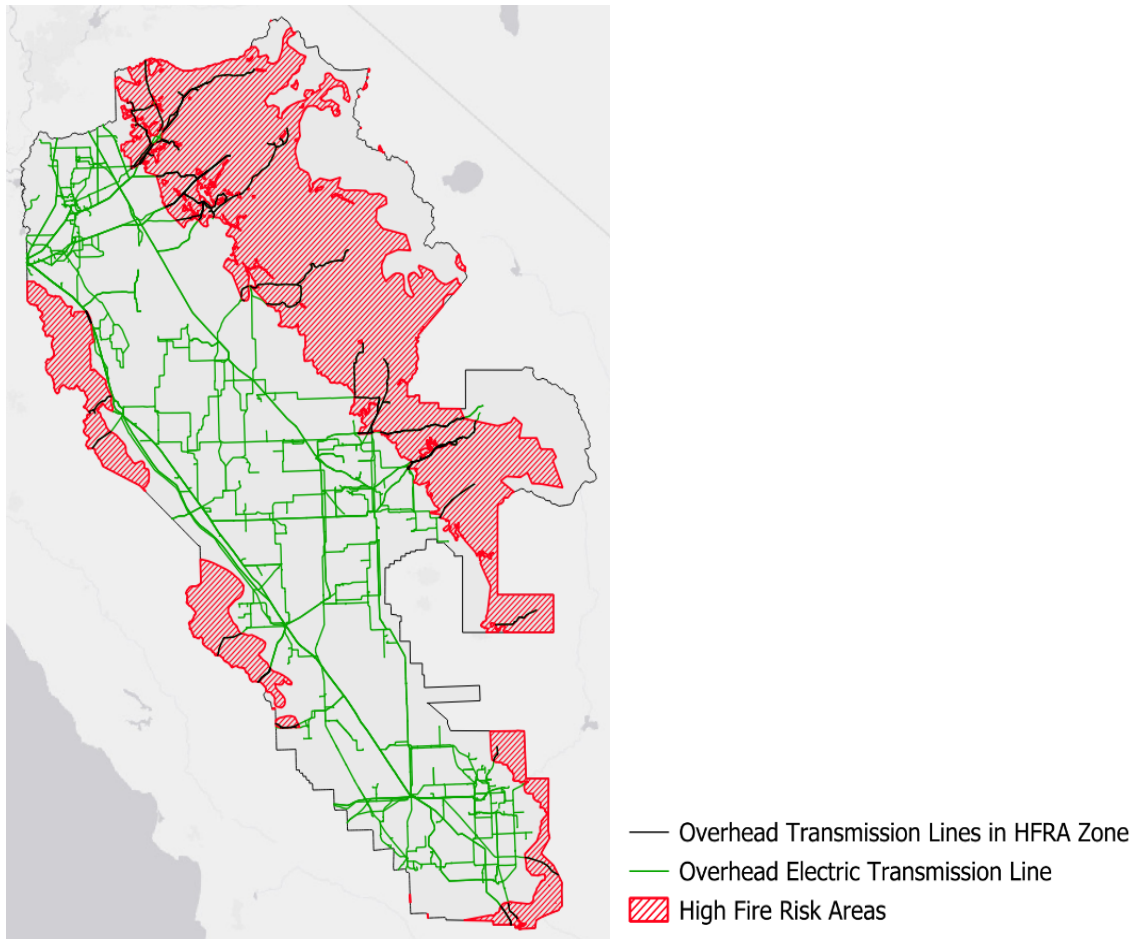 Overhead Transmission Lines in HFRA Zone
Overhead Electric Transmission Line
High Fire Risk Areas